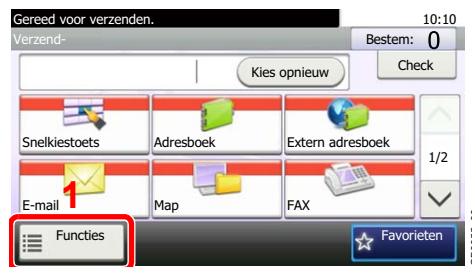 Gereed voor verzenden. 10:10
Verzend- Bestem: 0
Kies opnieuw Check
Snelkiestoets Adresboek Extern adresboek
1/2
E-mail Map FAX
1
Functies Favorieten